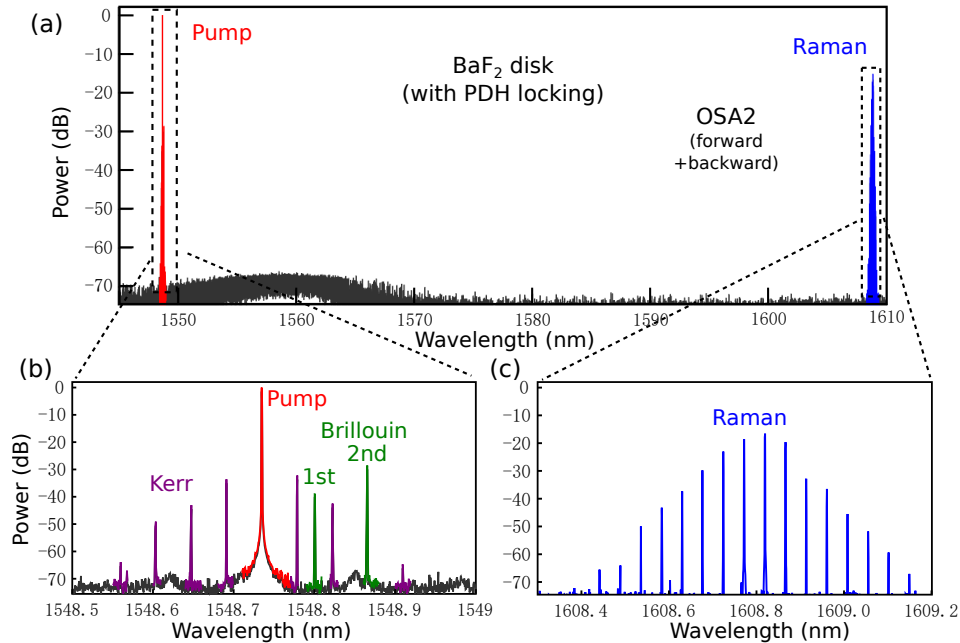 (a)
Pump
Raman
BaF2 disk
(with PDH locking)
OSA2
(forward
+backward)
Power (dB)
0
−10
−20
−30
−40
−50
−60
−70
1550
1560
1570
1580
1590
1600
1610
Wavelength (nm)
(b)
Pump
Brillouin
2nd
1st
Kerr
Power (dB)
0
−10
−20
−30
−40
−50
−60
−70
1548.5
1548.6
1548.7
1548.8
1548.9
1549
Wavelength (nm)
(c)
Raman
0
−10
−20
−30
−40
−50
−60
−70
1608.4
1608.6
1608.8
1609.0
1609.2
Wavelength (nm)